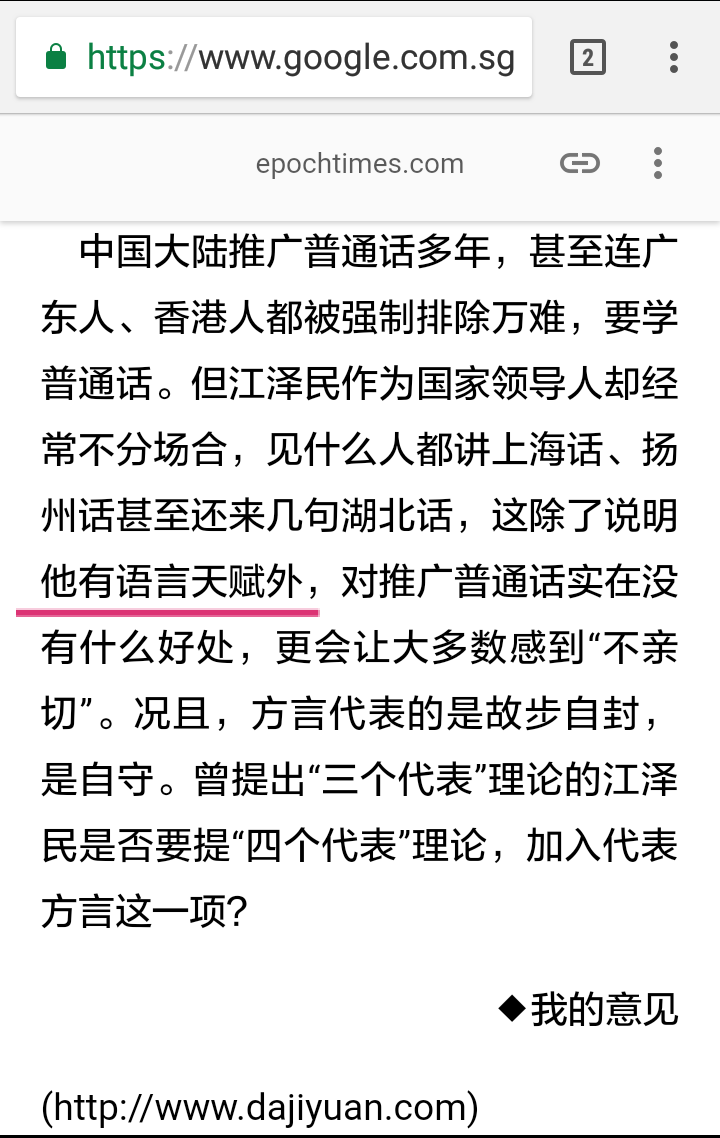 https://www.google.com.sg
2
epochtimes.com
中国大陆推广普通话多年，甚至连广
东人、香港人都被强制排除万难，要学
普通话。但江泽民作为国家领导人却经
常不分场合，见什么人都讲上海话、扬
州话甚至还来几句湖北话，这除了说明
他有语言天赋外，对推广普通话实在没
有什么好处，更会让大多数感到“不亲
切”。况且，方言代表的是故步自封，
是自守。曾提出“三个代表”理论的江泽
民是否要提“四个代表”理论，加入代表
方言这一项?
◆我的意见
(http://www.dajiyuan.com)